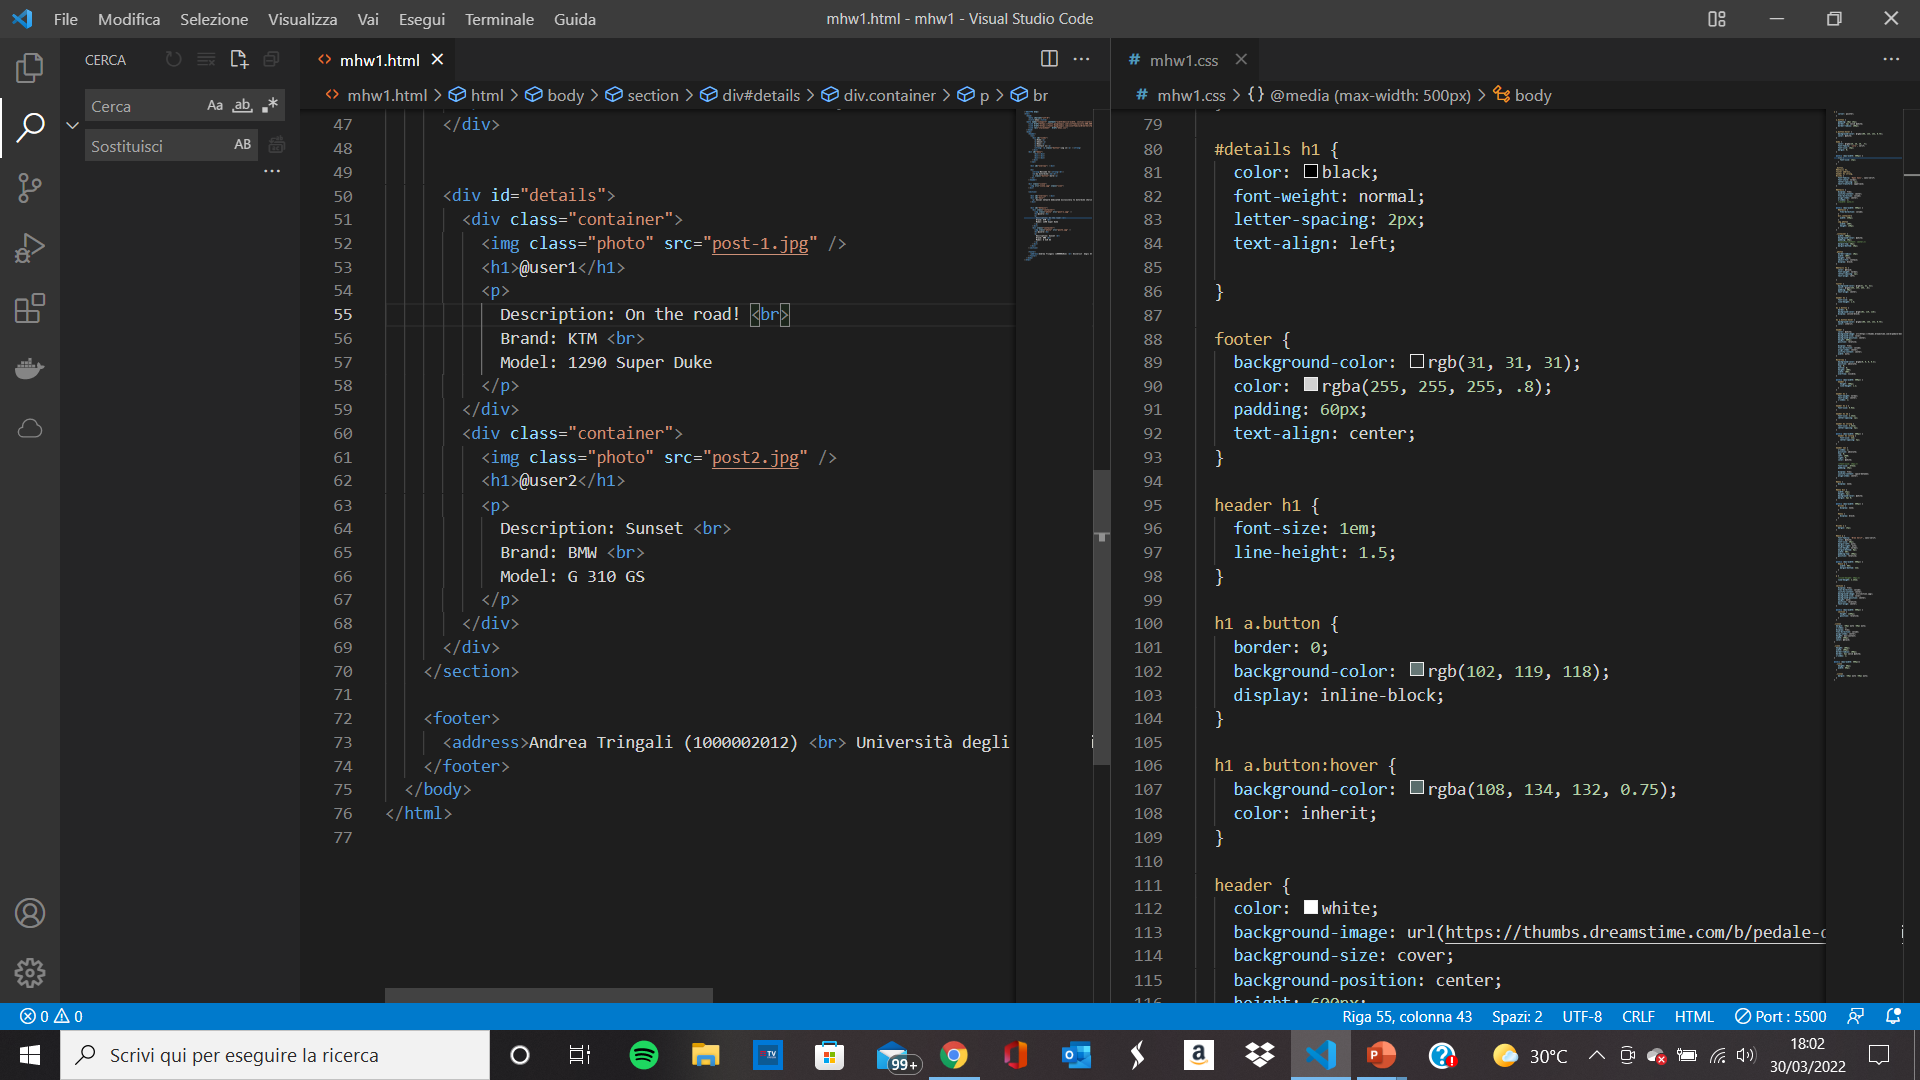 File Modifica Selezione Visualizza Vai Esegui Terminale Guida
mhw1.html - mhw1 - Visual Studio Code
CERCA
Cerca Aa ab
Sostituisci AB
mhw1.html
mhw1.html > html > body > section > div#details > div.container > p > br
47 </div>
48
49
50 <div id="details">
51 <div class="container">
52 <img class="photo" src="post-1.jpg" />
53 <h1>@user1</h1>
54 <p>
55 Description: On the road! <br>
56 Brand: KTM <br>
57 Model: 1290 Super Duke
58 </p>
59 </div>
60 <div class="container">
61 <img class="photo" src="post2.jpg" />
62 <h1>@user2</h1>
63 <p>
64 Description: Sunset <br>
65 Brand: BMW <br>
66 Model: G 310 GS
67 </p>
68 </div>
69 </div>
70 </section>
71
72 <footer>
73 <address>Andrea Tringali (1000002012) <br> Università degli
74 </footer>
75 </body>
76 </html>
77
mhw1.css
mhw1.css > {} @media (max-width: 500px) > body
79
80 #details h1 {
81 color: black;
82 font-weight: normal;
83 letter-spacing: 2px;
84 text-align: left;
85
86 }
87
88 footer {
89 background-color: rgb(31, 31, 31);
90 color: rgba(255, 255, 255, .8);
91 padding: 60px;
92 text-align: center;
93 }
94
95 header h1 {
96 font-size: 1em;
97 line-height: 1.5;
98 }
99
100 h1 a.button {
101 border: 0;
102 background-color: rgb(102, 119, 118);
103 display: inline-block;
104 }
105
106 h1 a.button:hover {
107 background-color: rgba(108, 134, 132, 0.75);
108 color: inherit;
109 }
110
111 header {
112 color: white;
113 background-image: url(https://thumbs.dreamstime.com/b/pedale-
114 background-size: cover;
115 background-position: center;
116 height: 600px;
0 0
Riga 55, colonna 43 Spazi: 2 UTF-8 CRLF HTML Port : 5500
Scrivi qui per eseguire la ricerca
TV
99+
30°C
18:02
30/03/2022